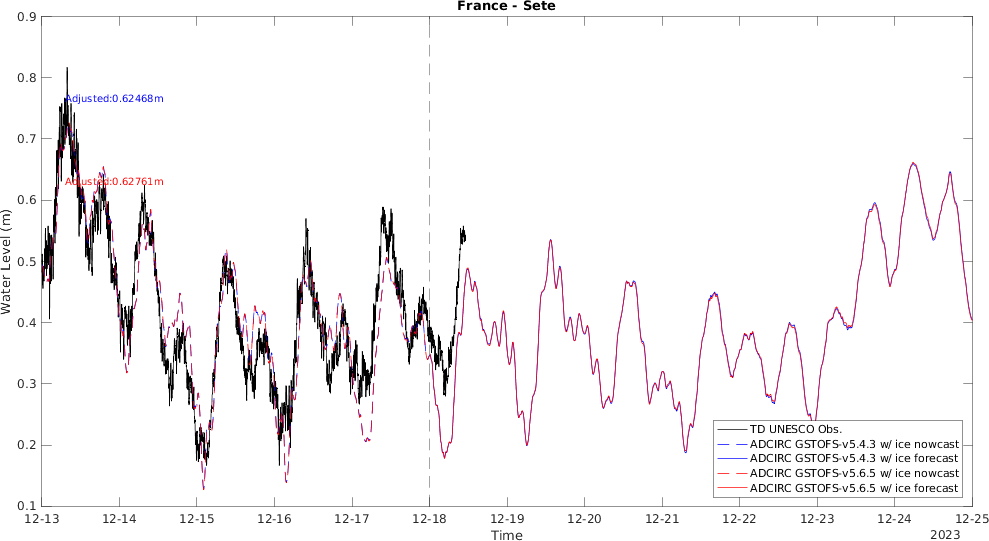 France - Sete
0.9
0.8
0.7
0.6
0.5
0.4
0.3
0.2
0.1
Water Level (m)
Adjusted:0.62468m
Adjusted:0.62761m
TD UNESCO Obs.
ADCIRC GSTOFS-v5.4.3 w/ ice nowcast
ADCIRC GSTOFS-v5.4.3 w/ ice forecast
ADCIRC GSTOFS-v5.6.5 w/ ice nowcast
ADCIRC GSTOFS-v5.6.5 w/ ice forecast
12-13 12-14 12-15 12-16 12-17 12-18 12-19 12-20 12-21 12-22 12-23 12-24 12-25
Time
2023